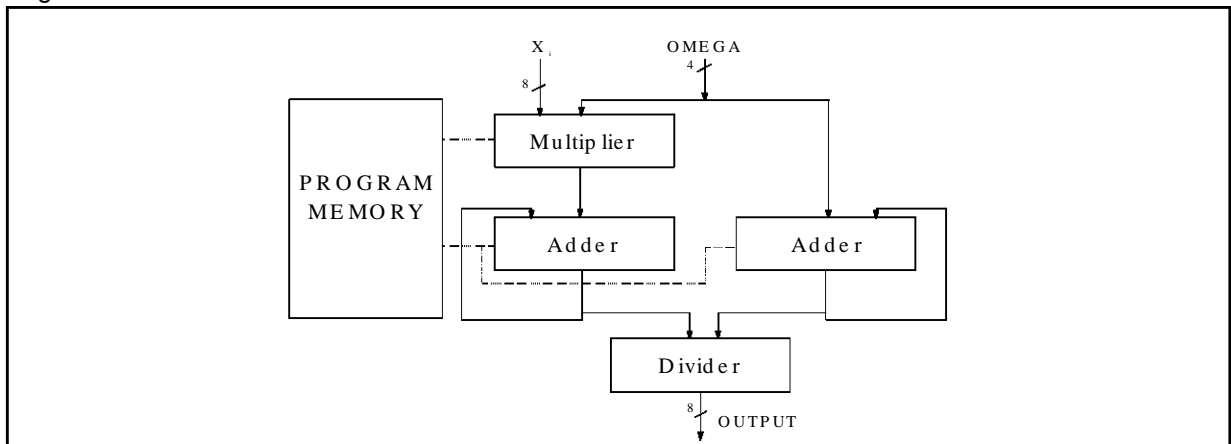 X i
OMEGA
8
4
Multiplier
PROGRAM
MEMORY
Adder
Adder
Divider
8
OUTPUT